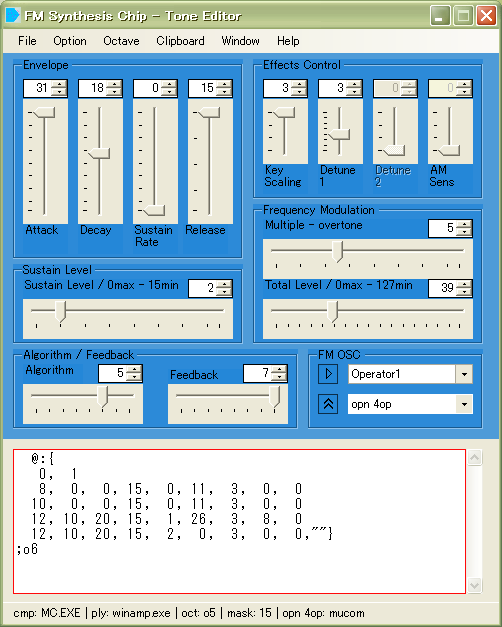 FM Synthesis Chip - Tone Editor
File Option Octave Clipboard Window Help
Envelope
31 18 0 15
Attack Decay Sustain Rate Release
Effects Control
3 3 0 0
Key Scaling Detune 1 Detune 2 AM Sens
Frequency Modulation
Multiple - overtone 5
Total Level / 0max - 127min 39
Sustain Level
Sustain Level / 0max - 15min 2
Algorithm / Feedback
Algorithm 5 Feedback 7
FM OSC
Operator1
opn 4op
@:{
0, 1
8, 0, 0, 15, 0, 11, 3, 0, 0
10, 0, 0, 15, 0, 11, 3, 0, 0
12, 10, 20, 15, 1, 26, 3, 8, 0
12, 10, 20, 15, 2, 0, 3, 0, 0,""}
;o6
cmp: MC.EXE | ply: winamp.exe | oct: o5 | mask: 15 | opn 4op: mucom